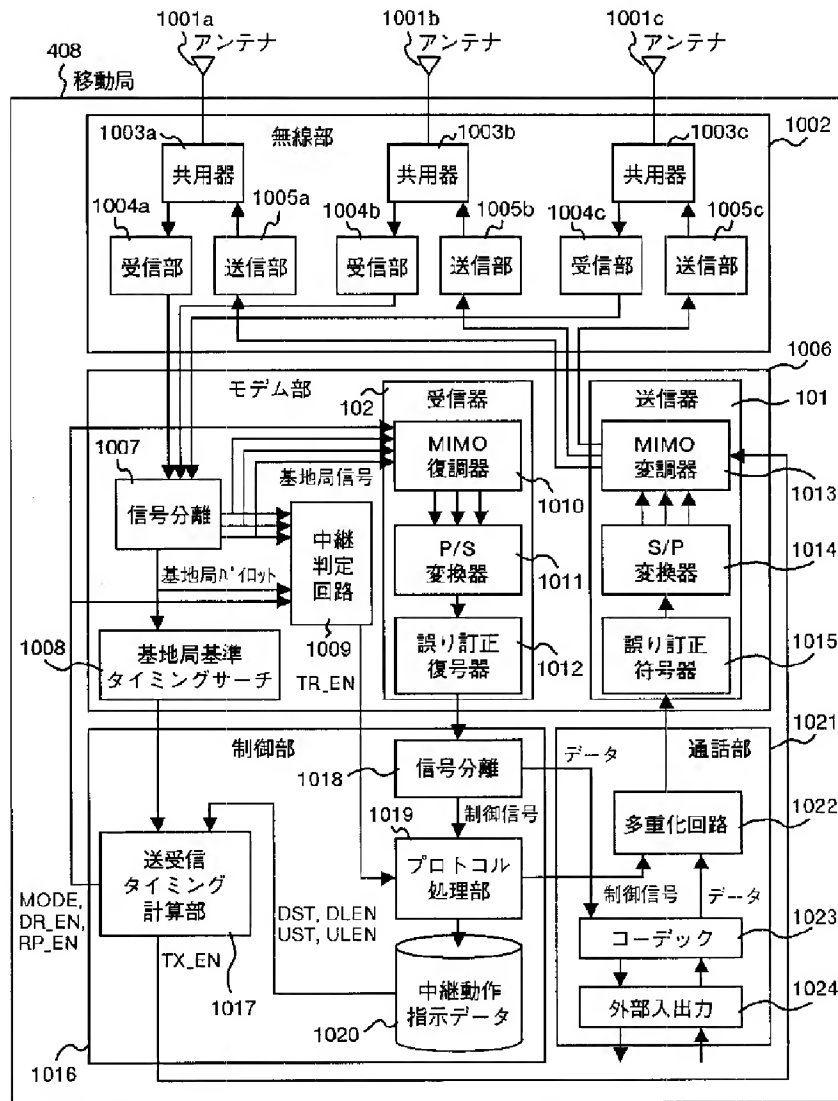 1001a
アンテナ
1001b
アンテナ
1001c
アンテナ
408
移動局
無線部
1002
1003a
共用器
1003b
共用器
1003c
共用器
1004a
受信部
1005a
送信部
1004b
受信部
1005b
送信部
1004c
受信部
1005c
送信部
1006
モデム部
102
受信器
送信器
101
1007
信号分離
基地局信号
MIMO
復調器
1010
MIMO
変調器
1013
中継
判定
回路
1009
P/S
変換器
1011
S/P
変換器
1014
基地局パイロット
1008
基地局基準
タイミングサーチ
TR_EN
誤り訂正
復号器
1012
誤り訂正
符号器
1015
制御部
1018
信号分離
データ
通話部
1021
制御信号
1019
プロトコル
処理部
多重化回路
1022
送受信
タイミング
計算部
1017
MODE,
DR_EN,
RP_EN
TX_EN
DST, DLEN
UST, ULEN
制御信号
データ
コーデック
1023
中継動作
指示データ
1020
外部入出力
1024
1016